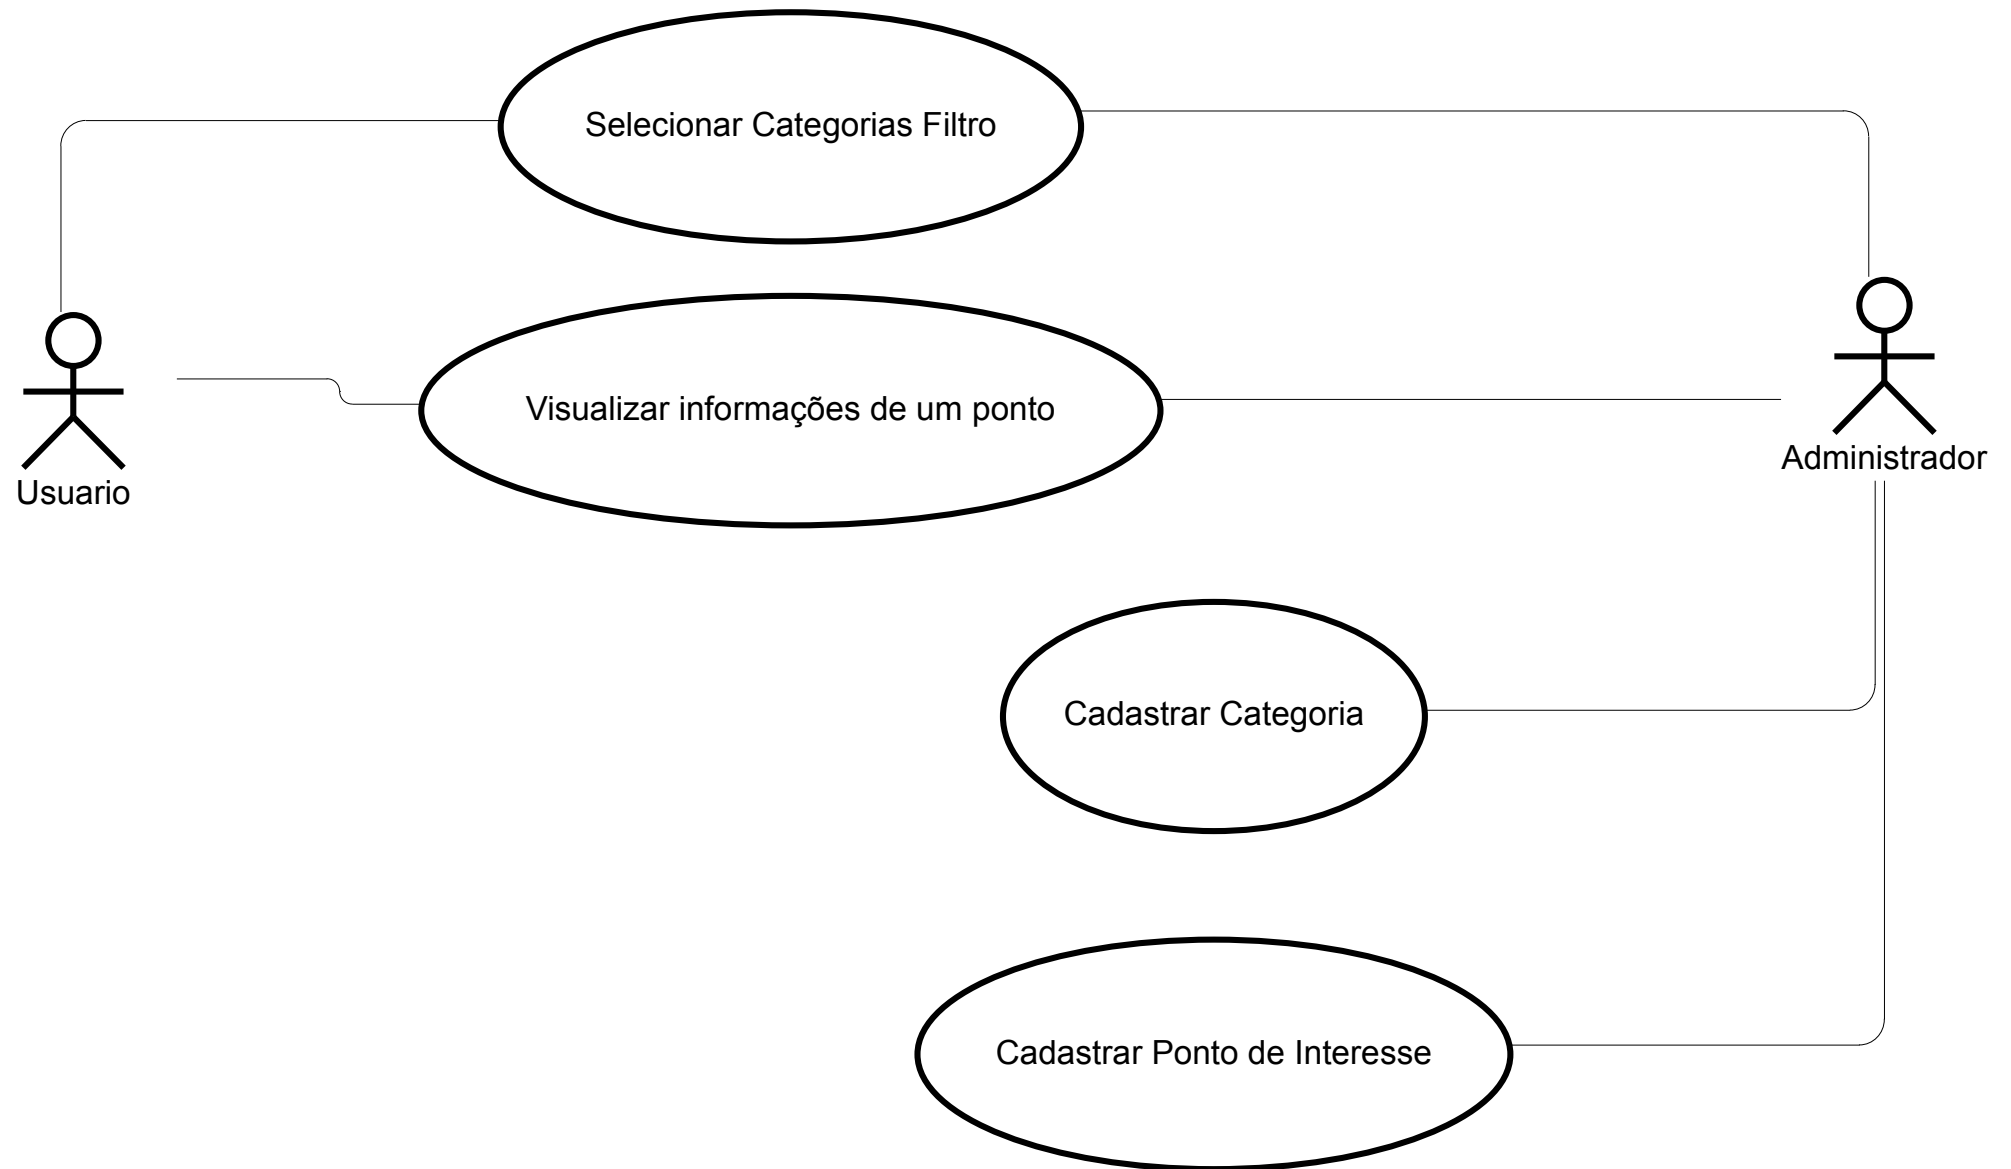 Selecionar Categorias Filtro
Visualizar informações de um ponto
Usuario
Administrador
Cadastrar Categoria
Cadastrar Ponto de Interesse